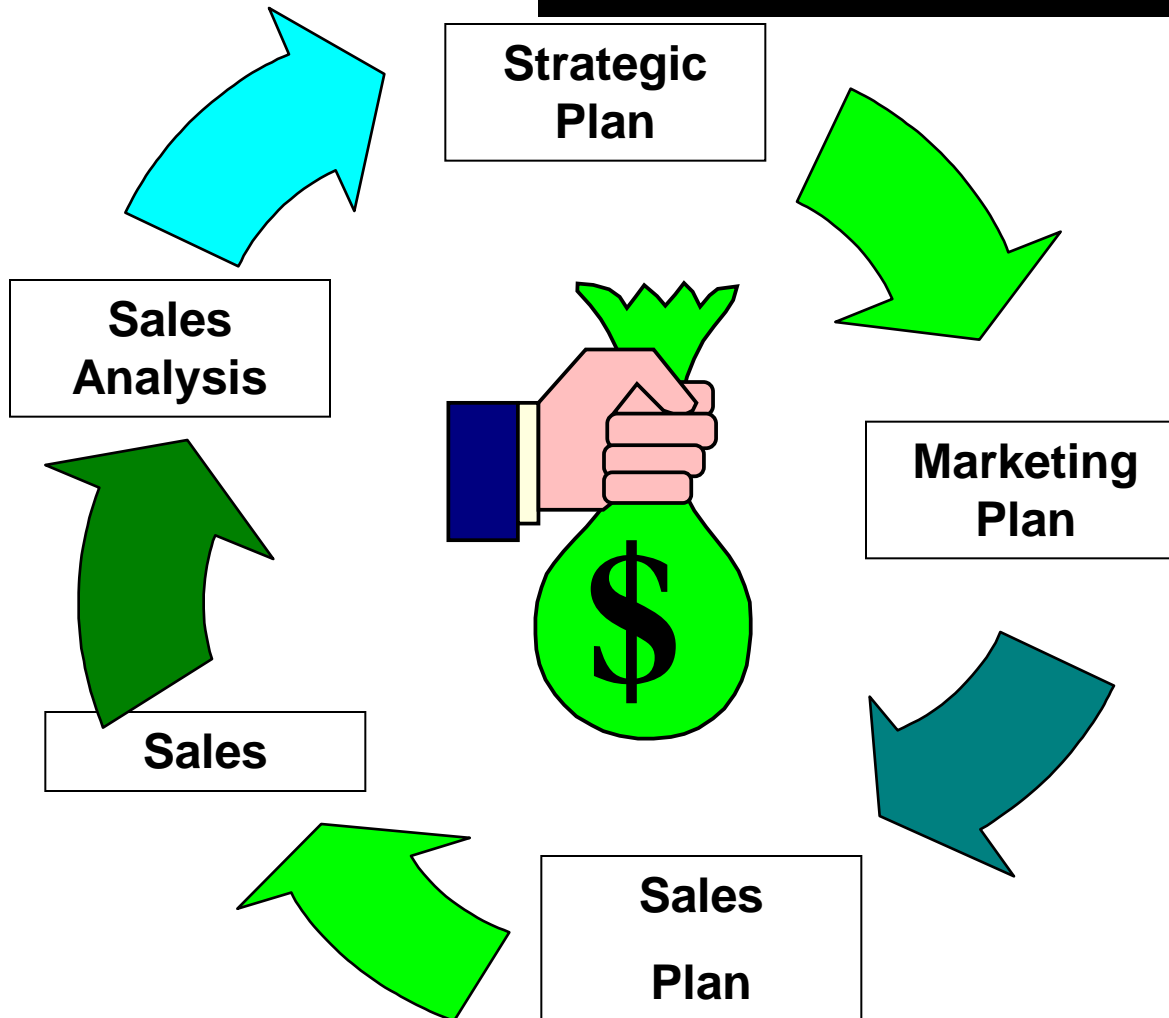 Strategic
Plan
Sales
Analysis
Marketing
Plan
$
Sales
Sales
Plan